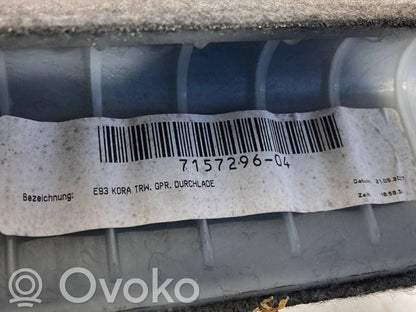 7157296-04
Bezeichnung: E93 KORA TRW. GPR. DURCHLADE
Datum:
Zeit:
Ovoko